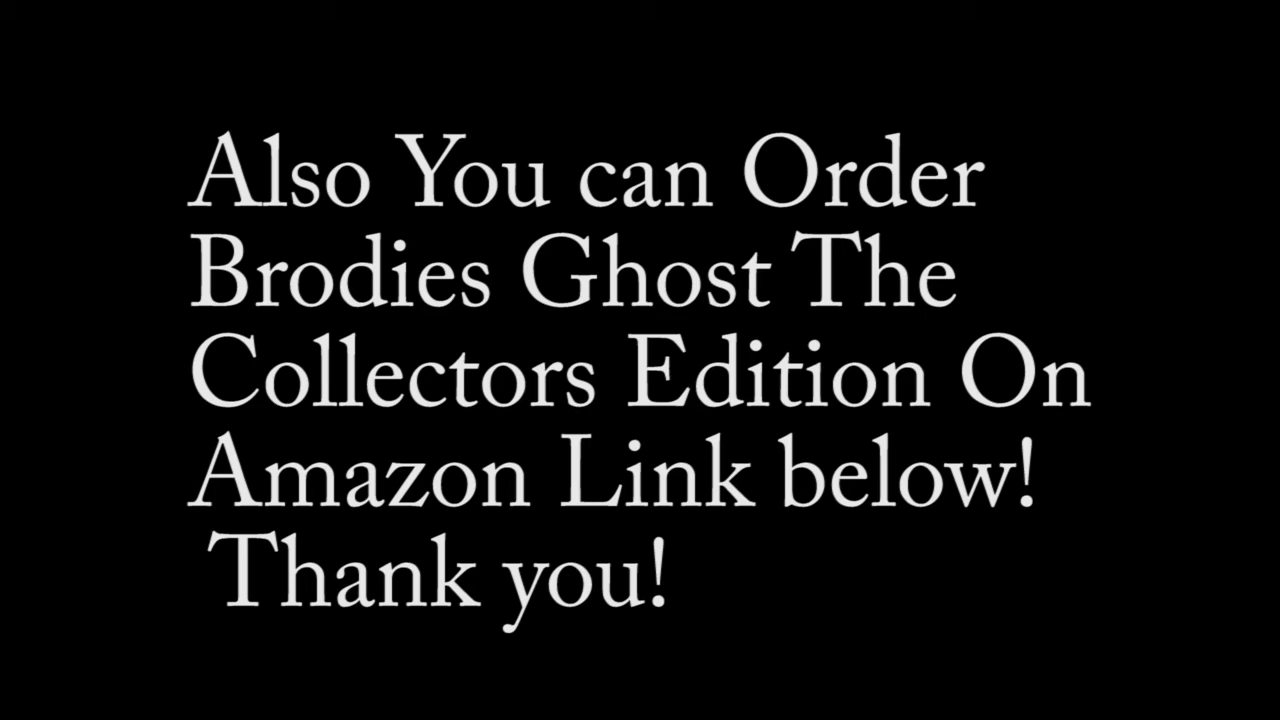 Also You can Order
Brodies Ghost The
Collectors Edition On
Amazon Link below!
Thank you!